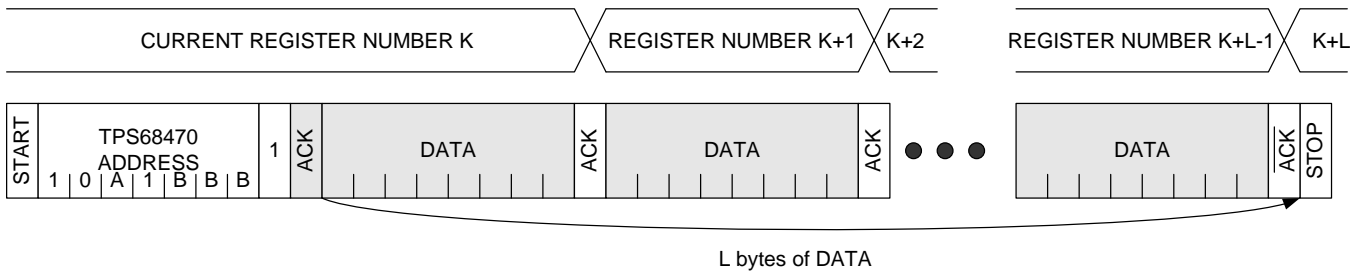 CURRENT REGISTER NUMBER K
REGISTER NUMBER K+1
K+2
REGISTER NUMBER K+L-1
K+L
START
TPS68470
ADDRESS
1 0 A 1 B B B
1
ACK
DATA
ACK
DATA
ACK
DATA
ACK
STOP
L bytes of DATA